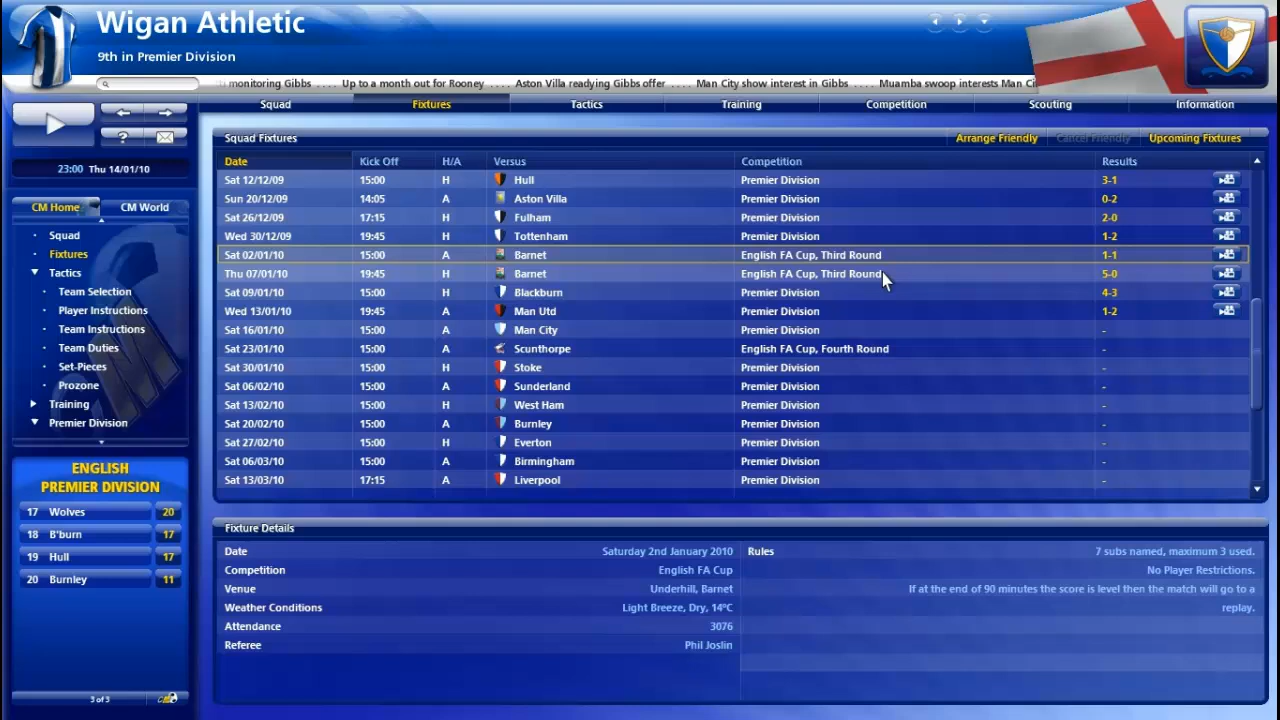 Wigan Athletic
9th in Premier Division
monitoring Gibbs .... Up to a month out for Rooney .... Aston Villa readying Gibbs offer .... Man City show interest in Gibbs .... Muamba swoop interests Man
Squad Fixtures Tactics Training Competition Scouting Information
23:00 Thu 14/01/10
CM Home CM World
Squad
Fixtures
Tactics
Team Selection
Player Instructions
Team Instructions
Team Duties
Set-Pieces
Prozone
Training
Premier Division
ENGLISH
PREMIER DIVISION
17 Wolves 20
18 B'burn 17
19 Hull 17
20 Burnley 11
3 of 3
Squad Fixtures Arrange Friendly Cancel Friendly Upcoming Fixtures
Date Kick Off H/A Versus Competition Results
Sat 12/12/09 15:00 H Hull Premier Division 3-1
Sun 20/12/09 14:05 A Aston Villa Premier Division 0-2
Sat 26/12/09 17:15 H Fulham Premier Division 2-0
Wed 30/12/09 19:45 H Tottenham Premier Division 1-2
Sat 02/01/10 15:00 A Barnet English FA Cup, Third Round 1-1
Thu 07/01/10 19:45 H Barnet English FA Cup, Third Round 5-0
Sat 09/01/10 15:00 H Blackburn Premier Division 4-3
Wed 13/01/10 19:45 A Man Utd Premier Division 1-2
Sat 16/01/10 15:00 A Man City Premier Division -
Sat 23/01/10 15:00 A Scunthorpe English FA Cup, Fourth Round -
Sat 30/01/10 15:00 H Stoke Premier Division -
Sat 06/02/10 15:00 A Sunderland Premier Division -
Sat 13/02/10 15:00 H West Ham Premier Division -
Sat 20/02/10 15:00 A Burnley Premier Division -
Sat 27/02/10 15:00 H Everton Premier Division -
Sat 06/03/10 15:00 A Birmingham Premier Division -
Sat 13/03/10 17:15 A Liverpool Premier Division -
Fixture Details
Date Saturday 2nd January 2010
Competition English FA Cup
Venue Underhill, Barnet
Weather Conditions Light Breeze, Dry, 14ºC
Attendance 3076
Referee Phil Joslin
Rules 7 subs named, maximum 3 used.
No Player Restrictions.
If at the end of 90 minutes the score is level then the match will go to a
replay.